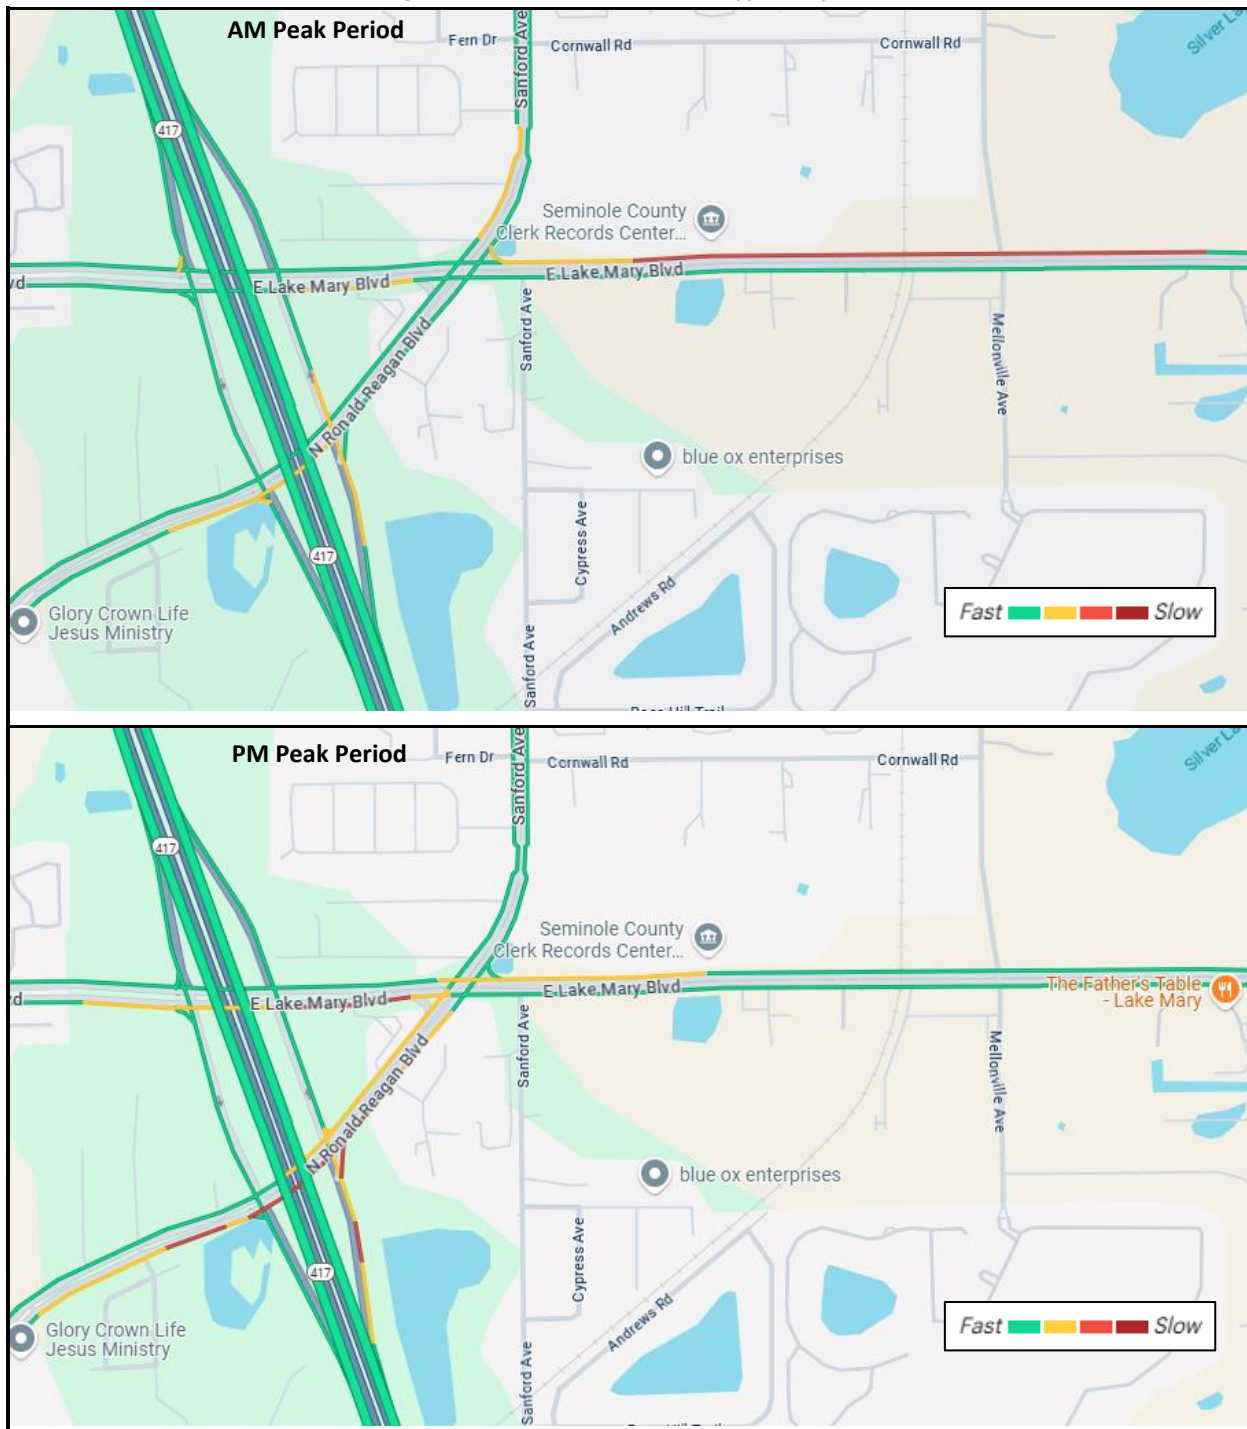 AM Peak Period
Fern Dr
Sanford Ave
Cornwall Rd
Cornwall Rd
417
Seminole County
Clerk Records Center...
E Lake Mary Blvd
E Lake Mary Blvd
Sanford Ave
N Ronald Reagan Blvd
Mellonville Ave
blue ox enterprises
417
Cypress Ave
Andrews Rd
Glory Crown Life
Jesus Ministry
Sanford Ave
Fast Slow
PM Peak Period
Fern Dr
Sanford Ave
Cornwall Rd
Cornwall Rd
417
Seminole County
Clerk Records Center...
E Lake Mary Blvd
E Lake Mary Blvd
The Father's Table
- Lake Mary
Sanford Ave
N Ronald Reagan Blvd
Mellonville Ave
blue ox enterprises
417
Cypress Ave
Andrews Rd
Glory Crown Life
Jesus Ministry
Sanford Ave
Fast Slow